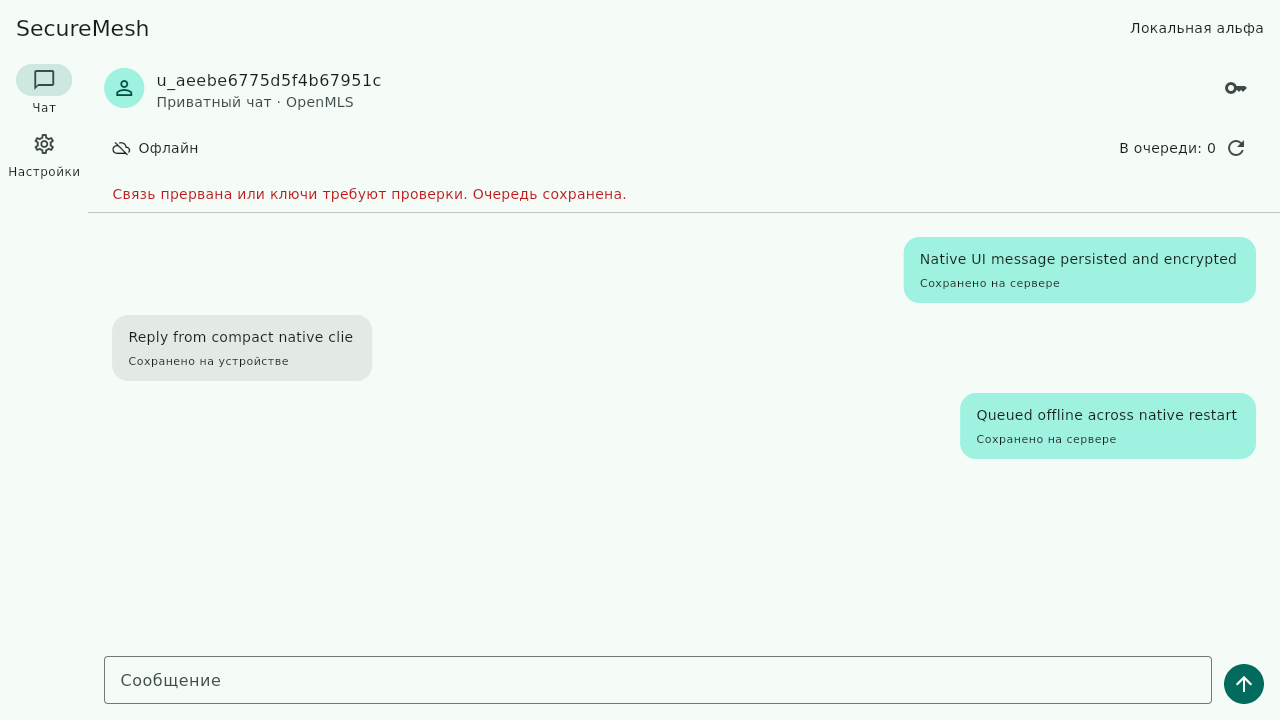 SecureMesh
Локальная альфа
Чат
Настройки
u_aeebe6775d5f4b67951c
Приватный чат · OpenMLS
Офлайн
В очереди: 0
Связь прервана или ключи требуют проверки. Очередь сохранена.
Native UI message persisted and encrypted
Сохранено на сервере
Reply from compact native clie
Сохранено на устройстве
Queued offline across native restart
Сохранено на сервере
Сообщение